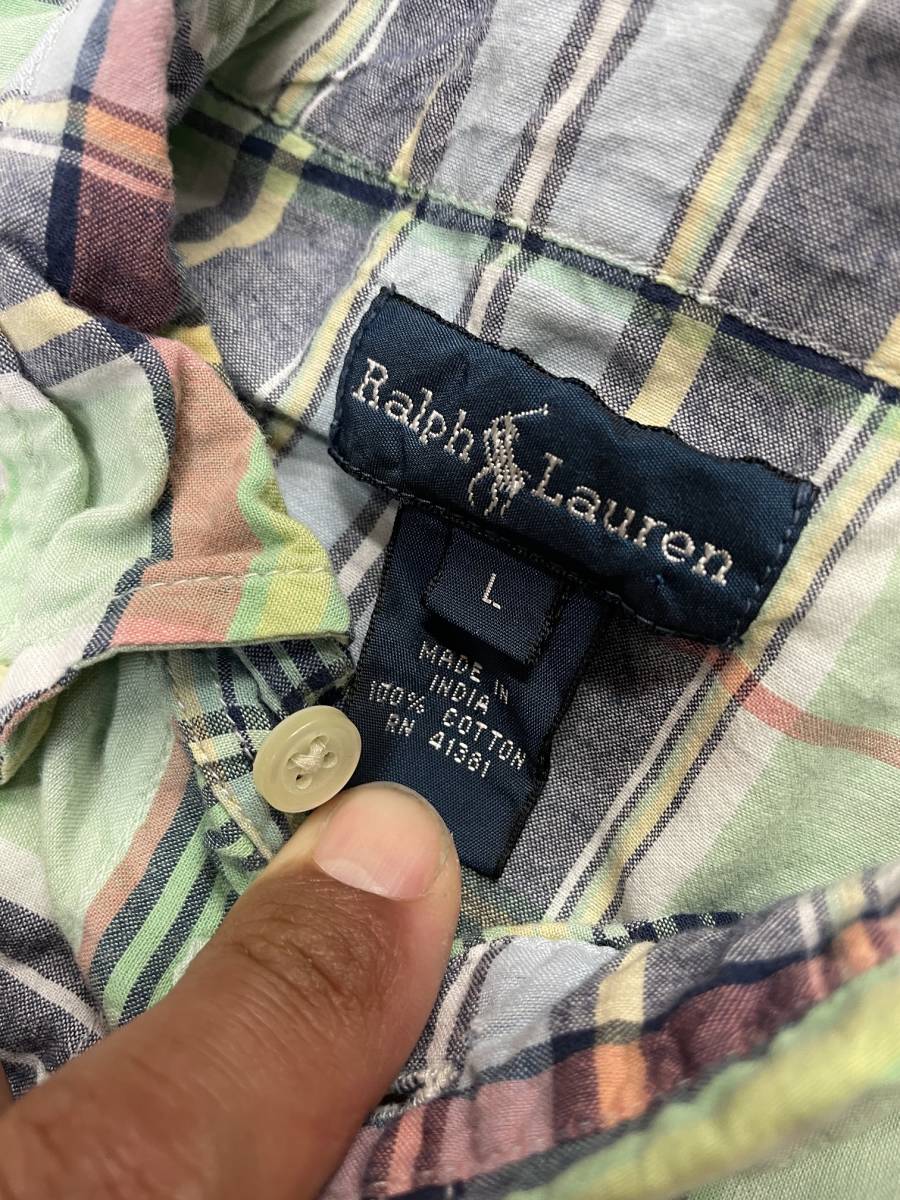 Ralph Lauren
L
MADE IN
INDIA
100% COTTON
RN 41381